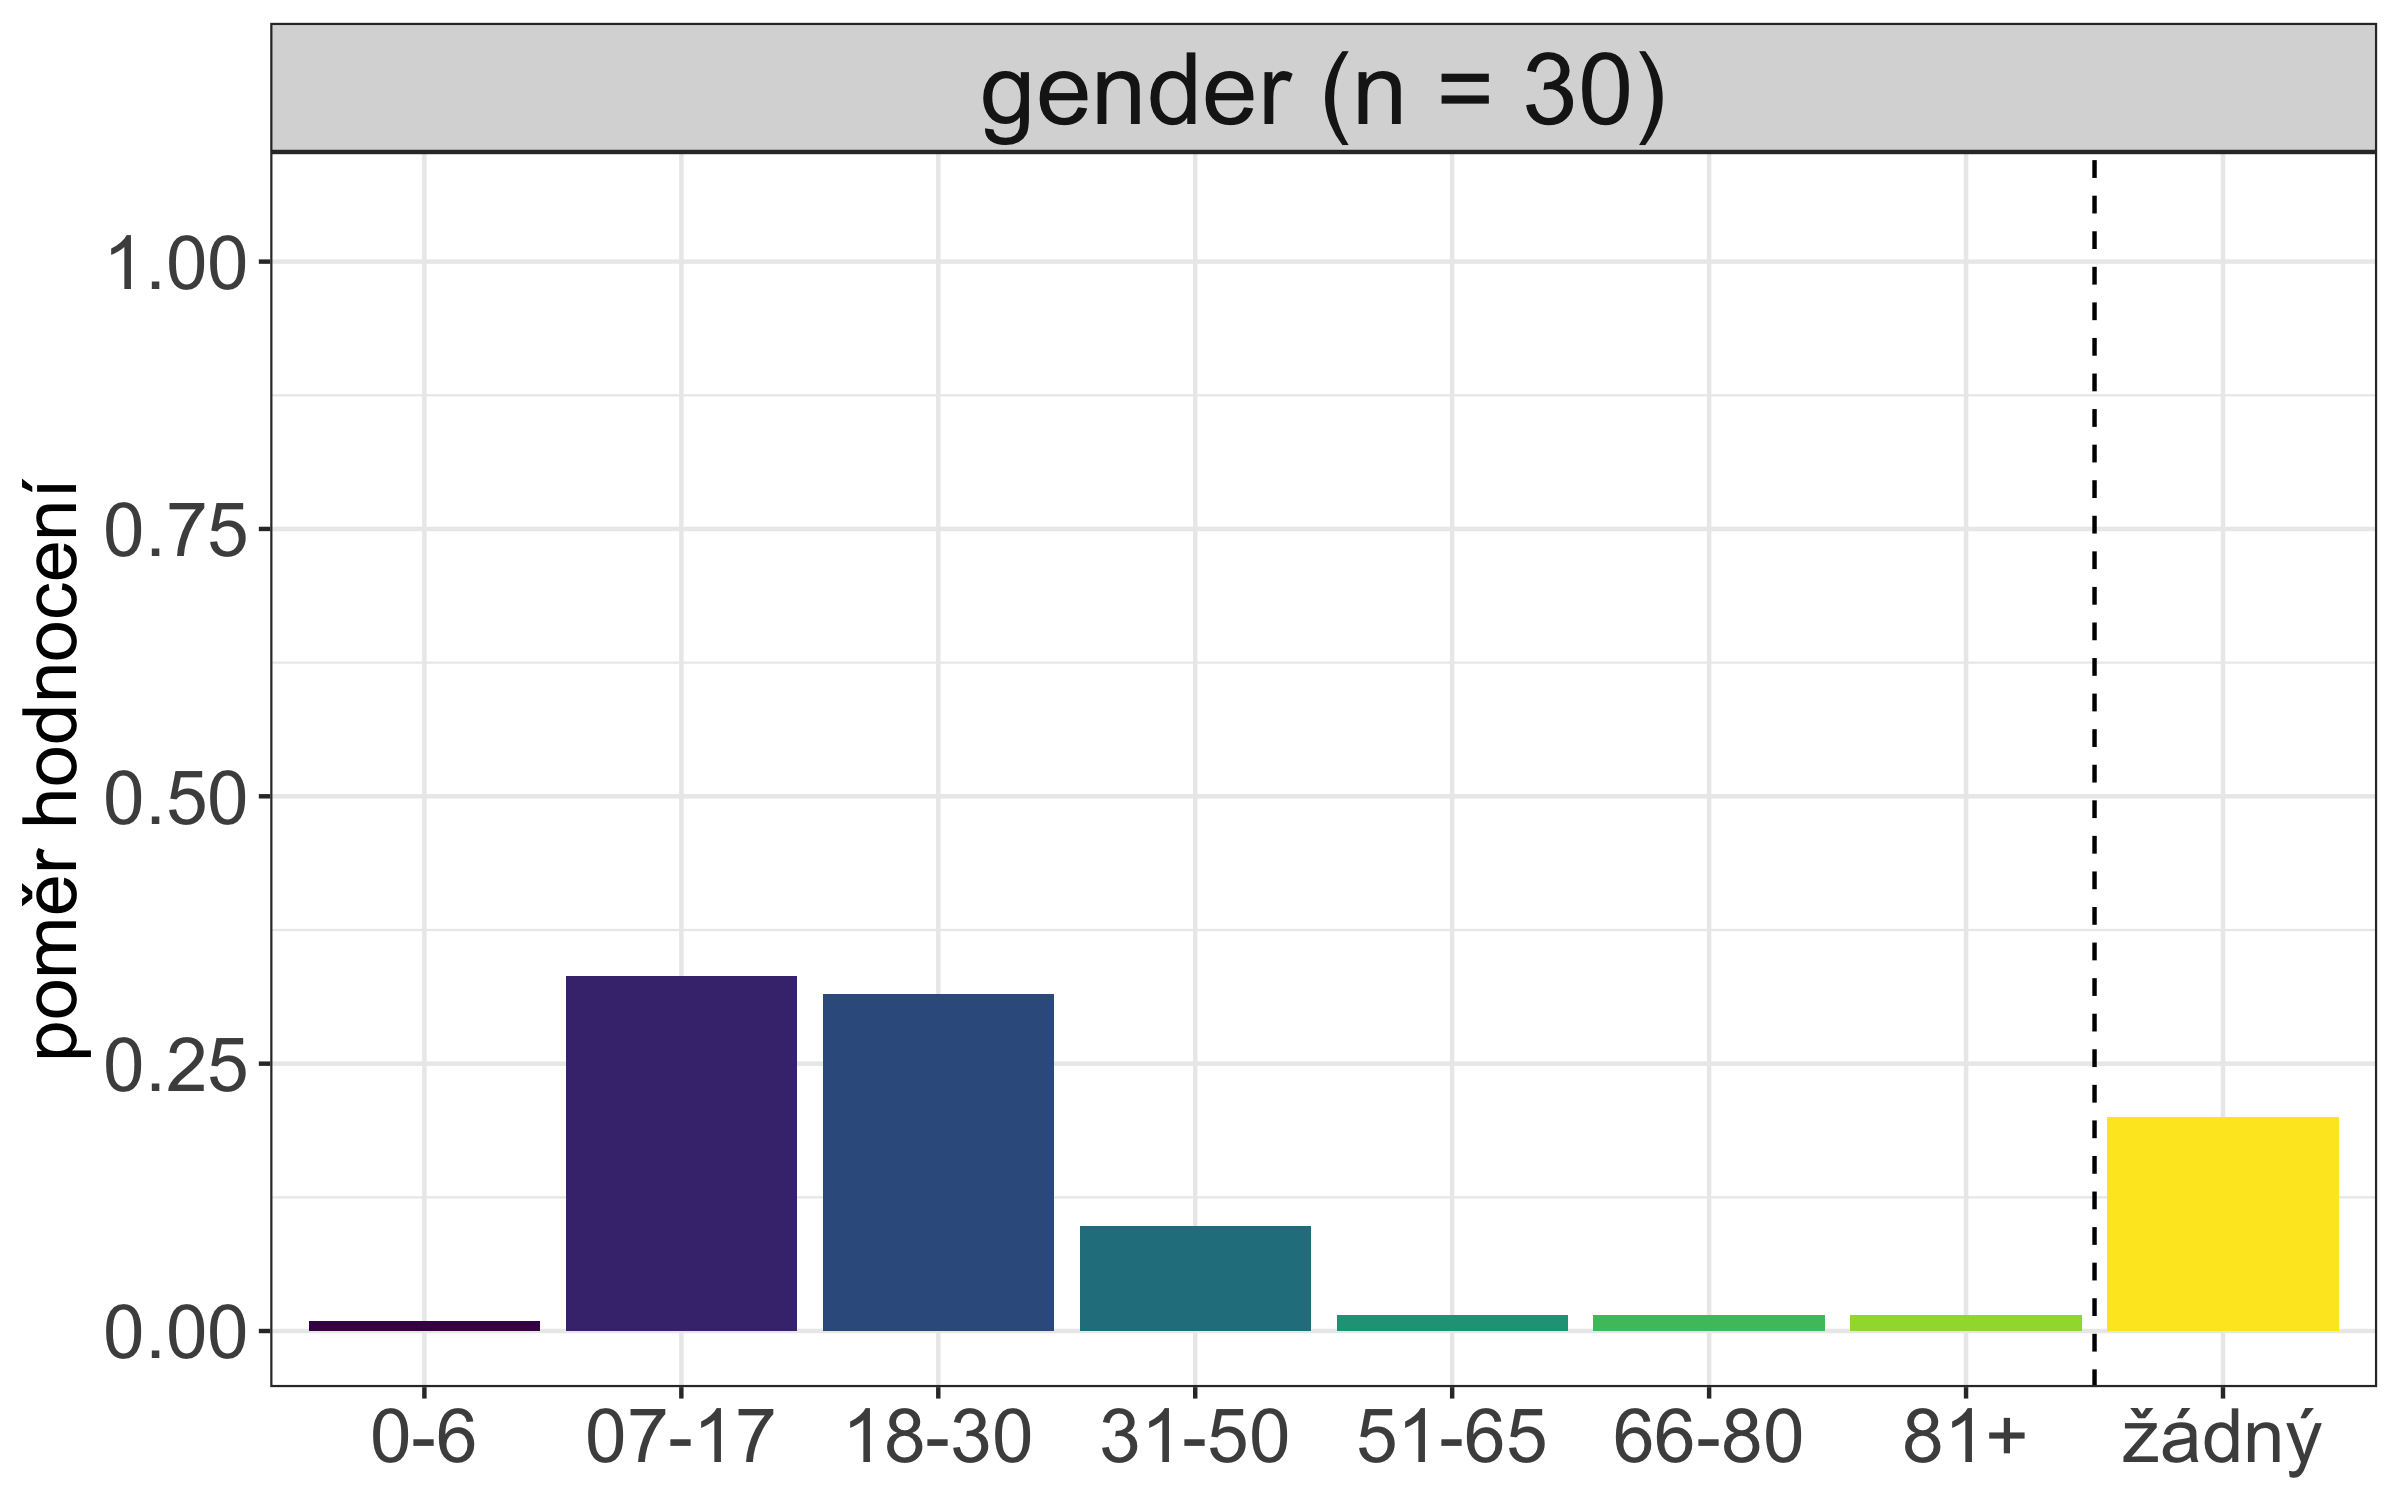 gender (n = 30)
poměr hodnocení
1.00
0.75
0.50
0.25
0.00
0-6 07-17 18-30 31-50 51-65 66-80 81+ žádný